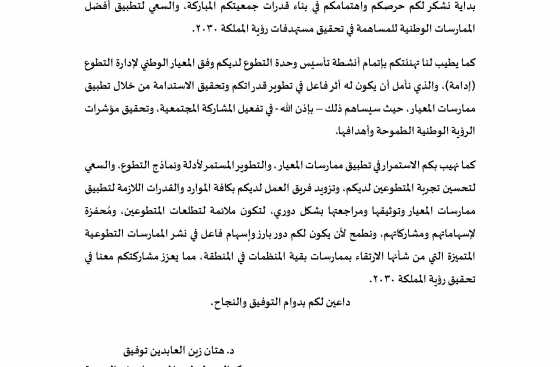 بداية نشكر لكم حرصكم واهتمامكم في بناء قدرات جمعيتكم المباركة، والسعي لتطبيق أفضل
الممارسات الوطنية للمساهمة في تحقيق مستهدفات رؤية المملكة ٢٠٣٠.
كما يطيب لنا تهنئتكم بإتمام أنشطة تأسيس وحدة التطوع لديكم وفق المعيار الوطني لإدارة التطوع
(إدامة)، والذي نأمل أن يكون له أثر فاعل في تطوير قدراتكم وتحقيق الاستدامة من خلال تطبيق
ممارسات المعيار، حيث سيساهم ذلك – بإذن الله - في تفعيل المشاركة المجتمعية، وتحقيق مؤشرات
الرؤية الوطنية الطموحة وأهدافها.
كما نهيب بكم الاستمرار في تطبيق ممارسات المعيار، والتطوير المستمر لأدلة ونماذج التطوع، والسعي
لتحسين تجربة المتطوعين لديكم، وتزويد فريق العمل لديكم بكافة الموارد والقدرات اللازمة لتطبيق
ممارسات المعيار وتوثيقها ومراجعتها بشكل دوري، لتكون ملائمة لتطلعات المتطوعين، ومُحفزة
لإسهاماتهم ومشاركاتهم، ونطمح لأن يكون لكم دور بارز وإسهام فاعل في نشر الممارسات التطوعية
المتميزة التي من شأنها الارتقاء بممارسات بقية المنظمات في المنطقة، مما يعزز مشاركتكم معنا في
تحقيق رؤية المملكة ٢٠٣٠.
داعين لكم بدوام التوفيق والنجاح،
د. هتان زين العابدين توفيق